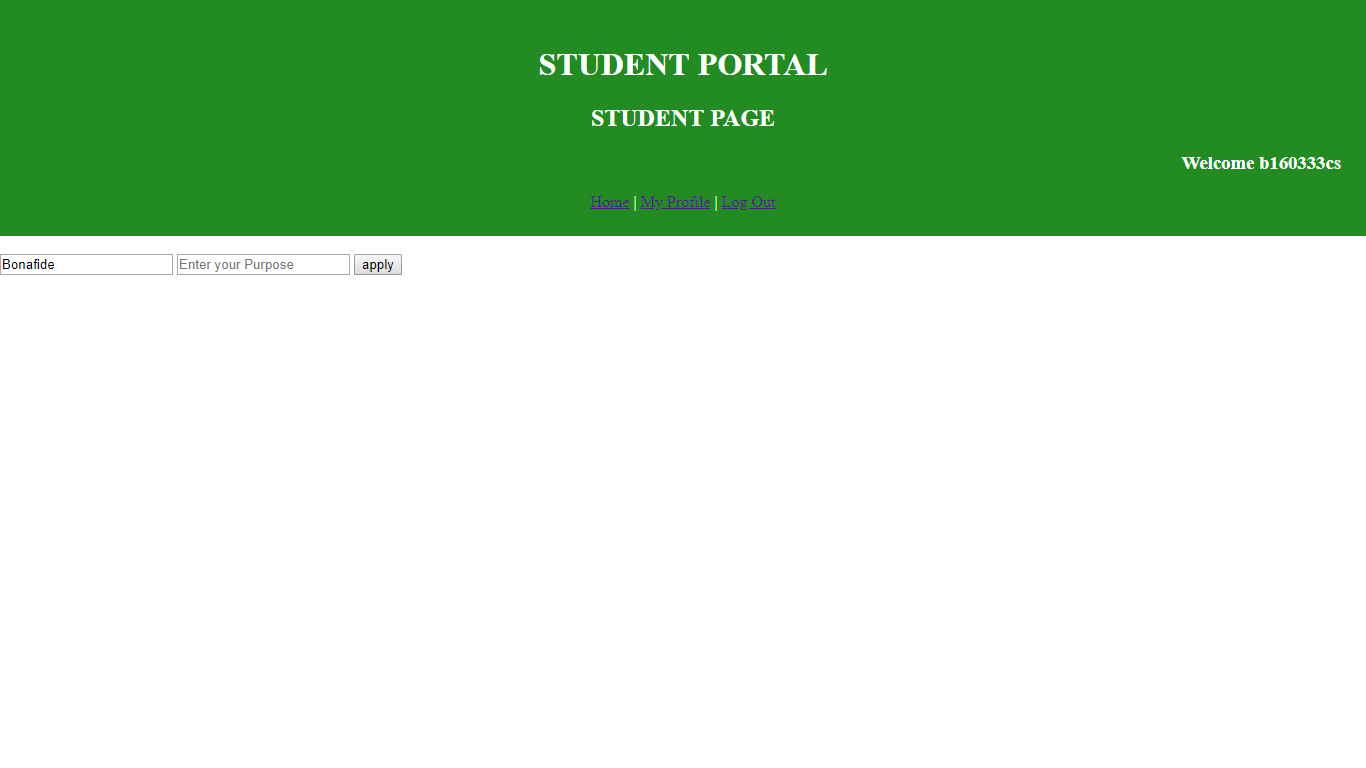 STUDENT PORTAL
STUDENT PAGE
Welcome b160333cs
Home | My Profile | Log Out
Bonafide Enter your Purpose apply